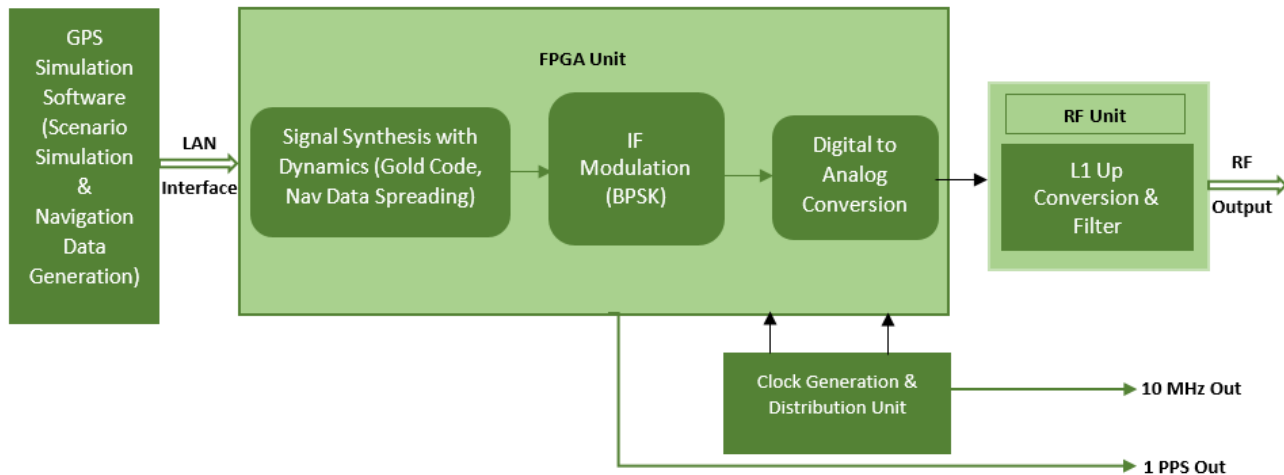 GPS
Simulation
Software
(Scenario
Simulation
&
Navigation
Data
Generation)
LAN
Interface
FPGA Unit
Signal Synthesis with
Dynamics (Gold Code,
Nav Data Spreading)
IF
Modulation
(BPSK)
Digital to
Analog
Conversion
RF Unit
L1 Up
Conversion &
Filter
RF
Output
Clock Generation &
Distribution Unit
10 MHz Out
1 PPS Out